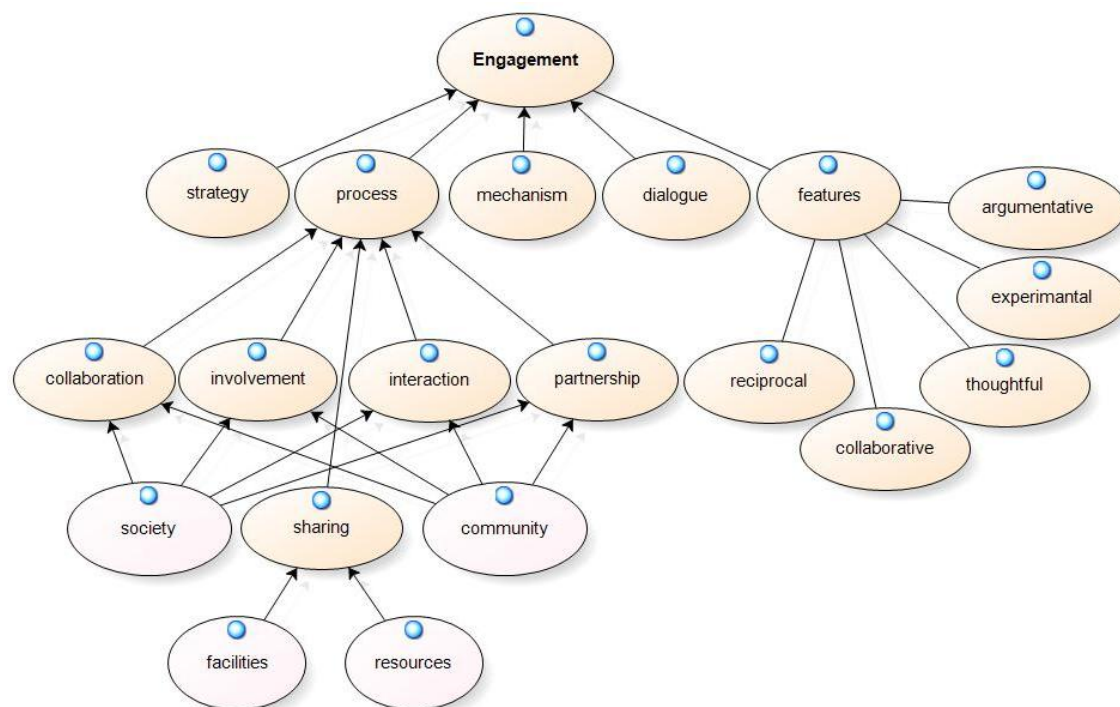 Engagement
strategy
process
mechanism
dialogue
features
argumentative
experimantal
collaboration
involvement
interaction
partnership
reciprocal
thoughtful
collaborative
society
sharing
community
facilities
resources